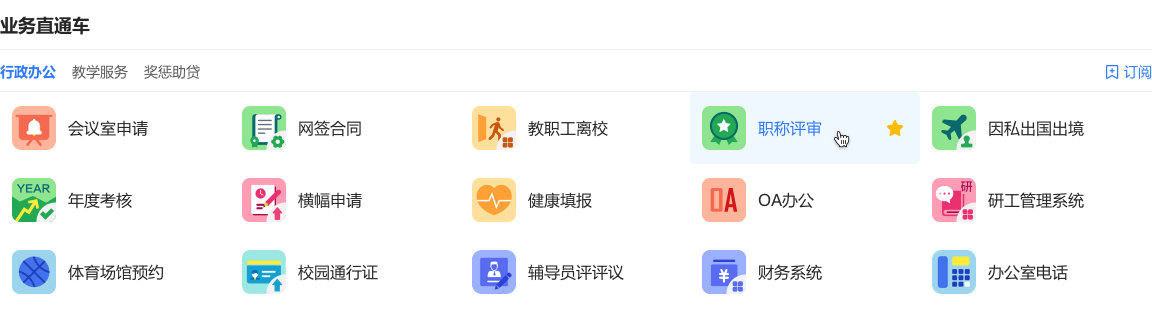 业务直通车
行政办公 教学服务 奖惩助贷 订阅
会议室申请 网签合同 教职工离校 职称评审 因私出国出境
YEAR 年度考核 横幅申请 健康填报 OA OA办公 研 研工管理系统
体育场馆预约 校园通行证 辅导员评评议 ¥ 财务系统 办公室电话